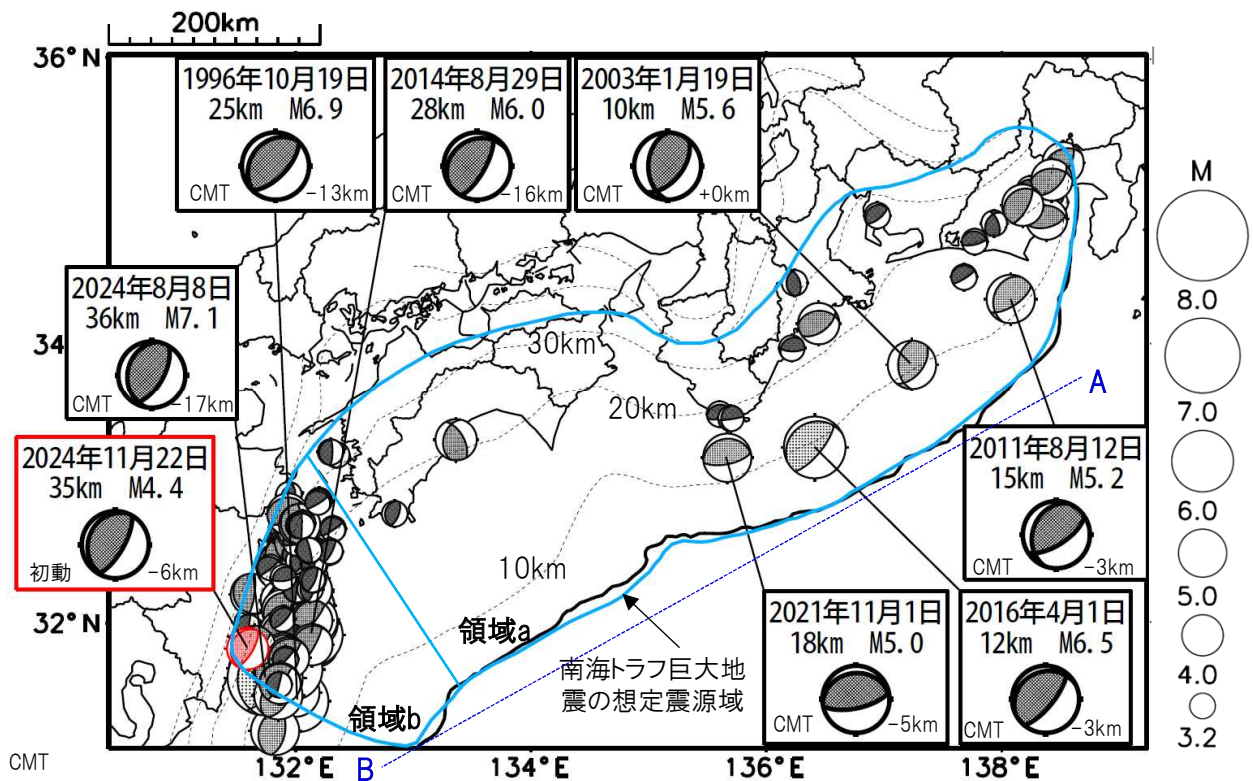 200km
36°N
1996年10月19日
25km M6.9
CMT
-13km
2014年8月29日
28km M6.0
CMT
-16km
2003年1月19日
10km M5.6
CMT
+0km
M
8.0
7.0
6.0
5.0
4.0
3.2
2024年8月8日
36km M7.1
CMT
-17km
34
30km
20km
10km
A
2024年11月22日
35km M4.4
初動
-6km
2011年8月12日
15km M5.2
CMT
-3km
32°N
領域a
領域b
南海トラフ巨大地
震の想定震源域
2021年11月1日
18km M5.0
CMT
-5km
2016年4月1日
12km M6.5
CMT
-3km
CMT
132°E
B
134°E
136°E
138°E